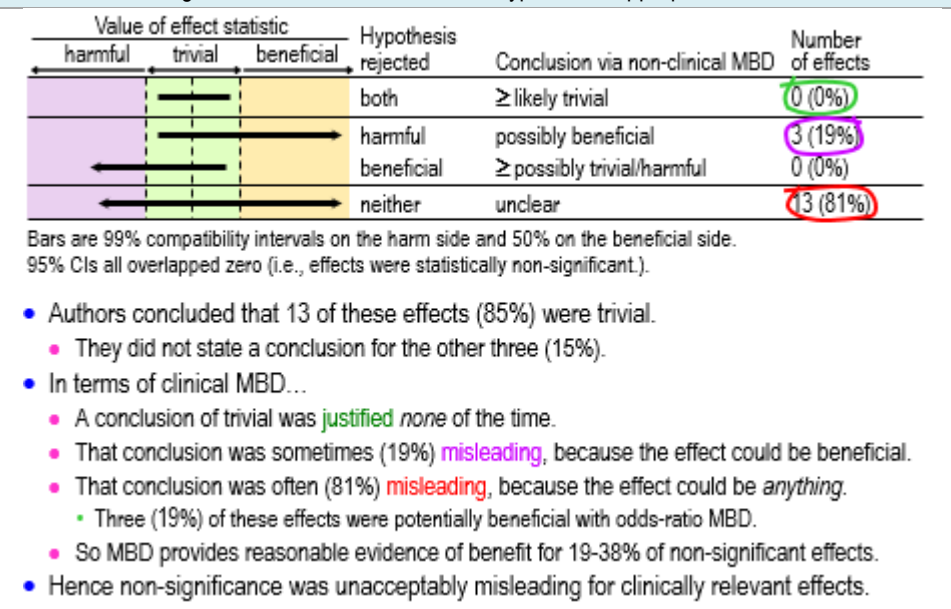 Value of effect statistic
harmful trivial beneficial
Hypothesis rejected
Conclusion via non-clinical MBD
Number of effects
both ≥likely trivial 0 (0%)
harmful possibly beneficial 3 (19%)
beneficial ≥possibly trivial/harmful 0 (0%)
neither unclear 13 (81%)
Bars are 99% compatibility intervals on the harm side and 50% on the beneficial side.
95% CIs all overlapped zero (i.e., effects were statistically non-significant.).
• Authors concluded that 13 of these effects (85%) were trivial.
• They did not state a conclusion for the other three (15%).
• In terms of clinical MBD…
• A conclusion of trivial was justified none of the time.
• That conclusion was sometimes (19%) misleading, because the effect could be beneficial.
• That conclusion was often (81%) misleading, because the effect could be anything.
• Three (19%) of these effects were potentially beneficial with odds-ratio MBD.
• So MBD provides reasonable evidence of benefit for 19-38% of non-significant effects.
• Hence non-significance was unacceptably misleading for clinically relevant effects.